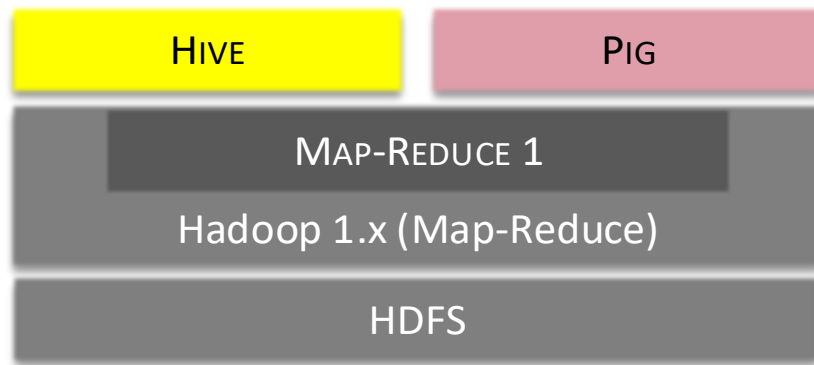 HIVE
PIG
MAP-REDUCE 1
Hadoop 1.x (Map-Reduce)
HDFS